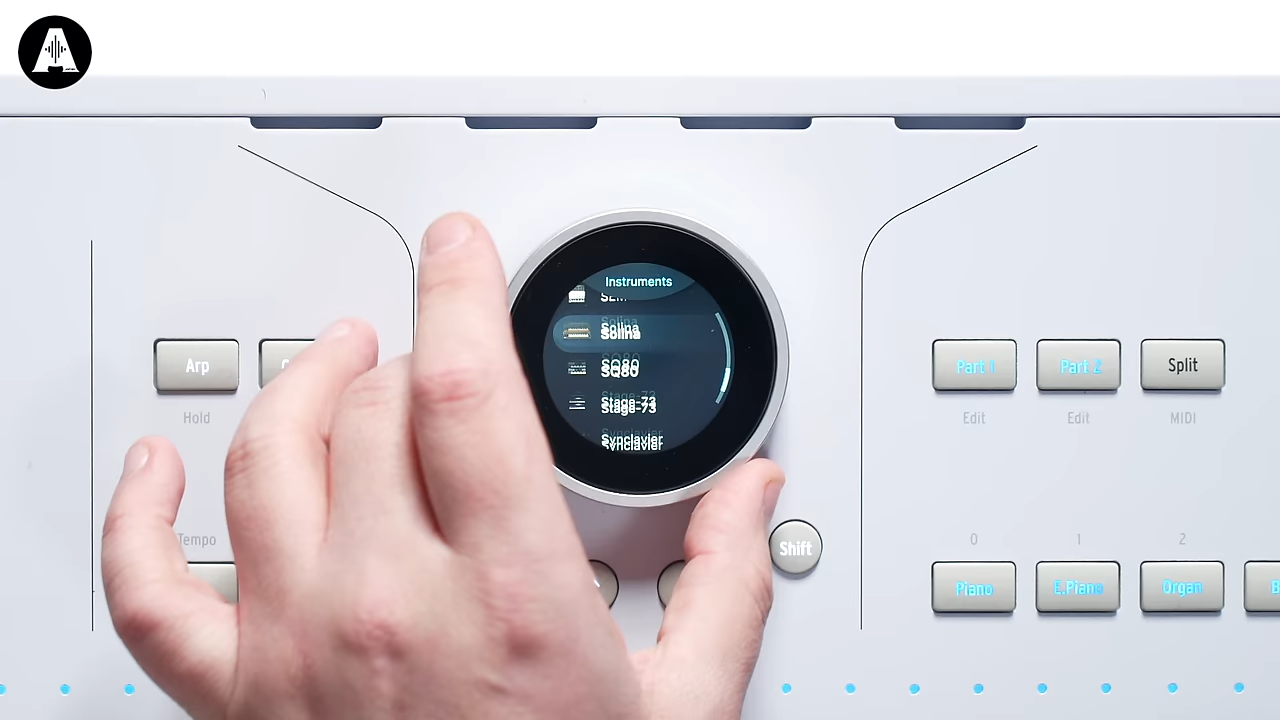 A
Instruments
SEM
Solina
SQ80
Stage-73
Synclavier
Arp
Hold
Tempo
Shift
Part 1
Part 2
Split
Edit
Edit
MIDI
0
1
2
Piano
E.Piano
Organ